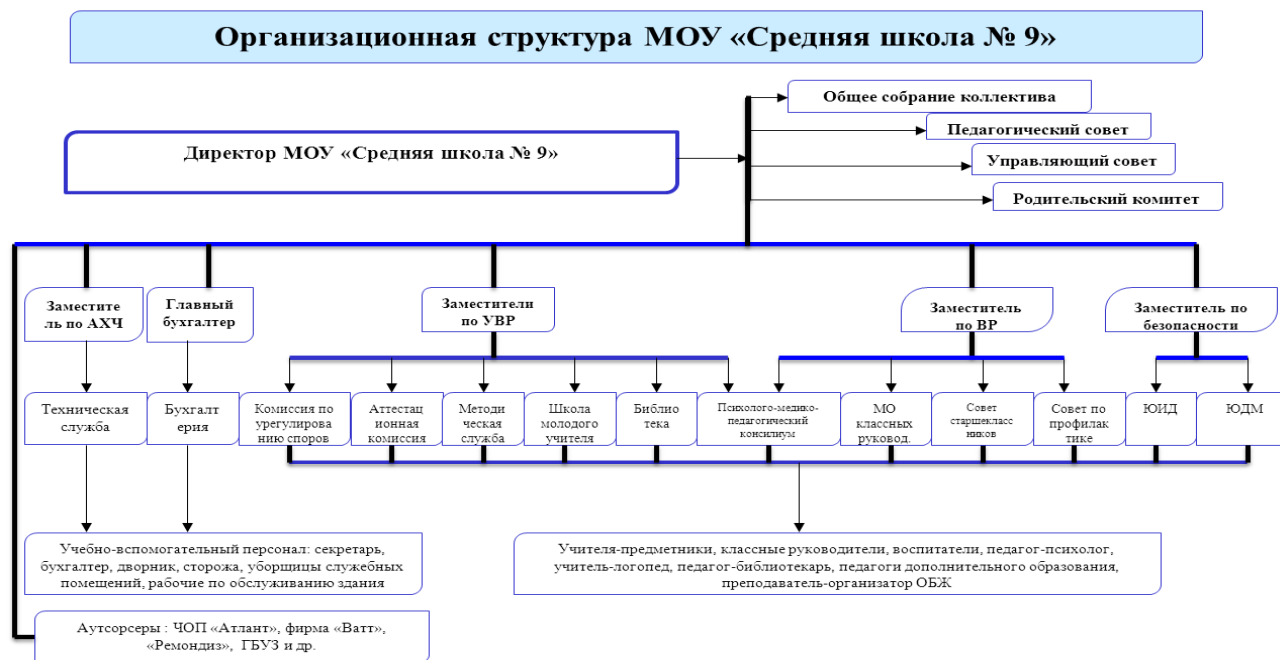 Организационная структура МОУ «Средняя школа № 9»
Общее собрание коллектива
Педагогический совет
Директор МОУ «Средняя школа № 9»
Управляющий совет
Родительский комитет
Заместите
ль по АХЧ
Главный
бухгалтер
Заместители
по УВР
Заместитель
по ВР
Заместитель по
безопасности
Техническая
служба
Бухгалт
ерия
Комиссия по
урегулирова
нию споров
Аттестац
ионная
комиссия
Методи
ческая
служба
Школа
молодого
учителя
Библио
тека
Психолого-медико-
педагогический
консилиум
МО
классных
руковод.
Совет
старшекласс
ников
Совет по
профилак
тике
ЮИД
ЮДМ
Учебно-вспомогательный персонал: секретарь,
бухгалтер, дворник, сторожа, уборщицы служебных
помещений, рабочие по обслуживанию здания
Учителя-предметники, классные руководители, воспитатели, педагог-психолог,
учитель-логопед, педагог-библиотекарь, педагоги дополнительного образования,
преподаватель-организатор ОБЖ
Аутсорсеры : ЧОП «Атлант», фирма «Ватт»,
«Ремондиз», ГБУЗ и др.